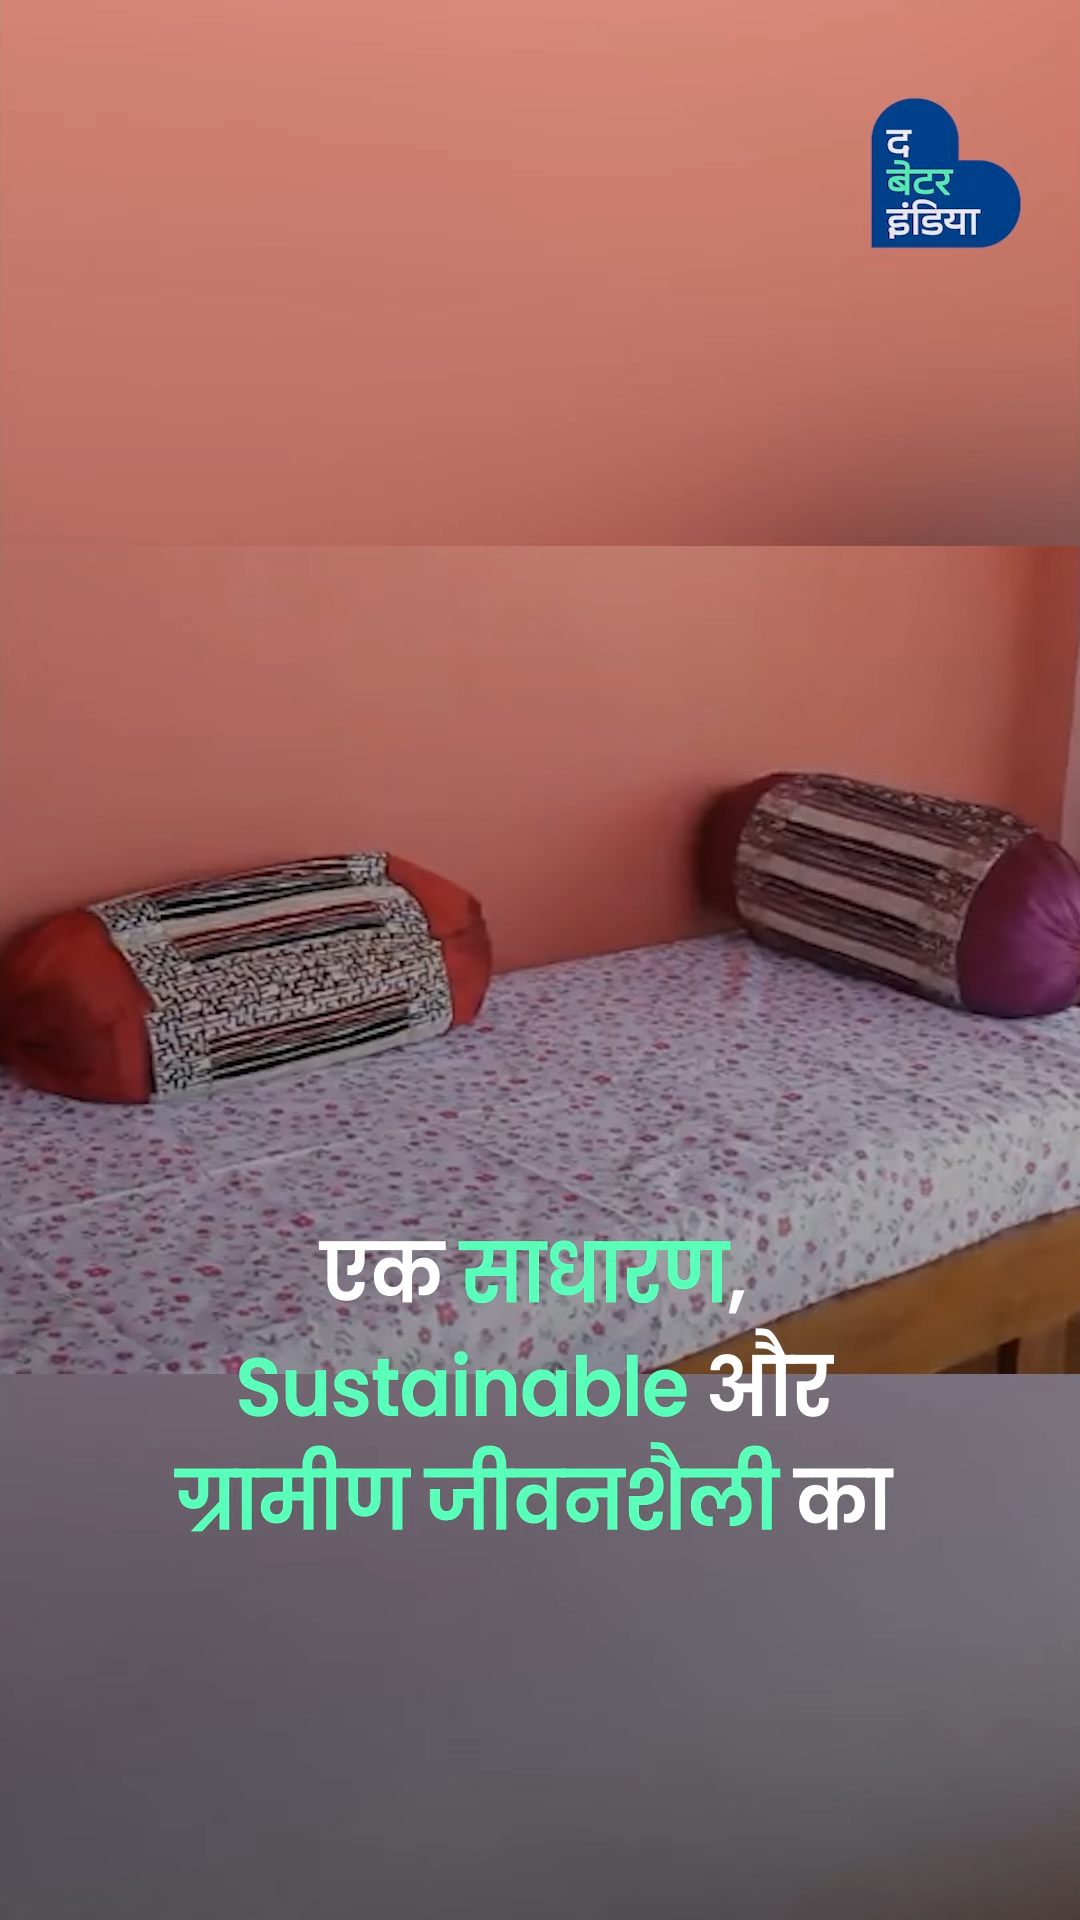 द
बेटर
इंडिया
एक साधारण,
Sustainable और
ग्रामीण जीवनशैली का